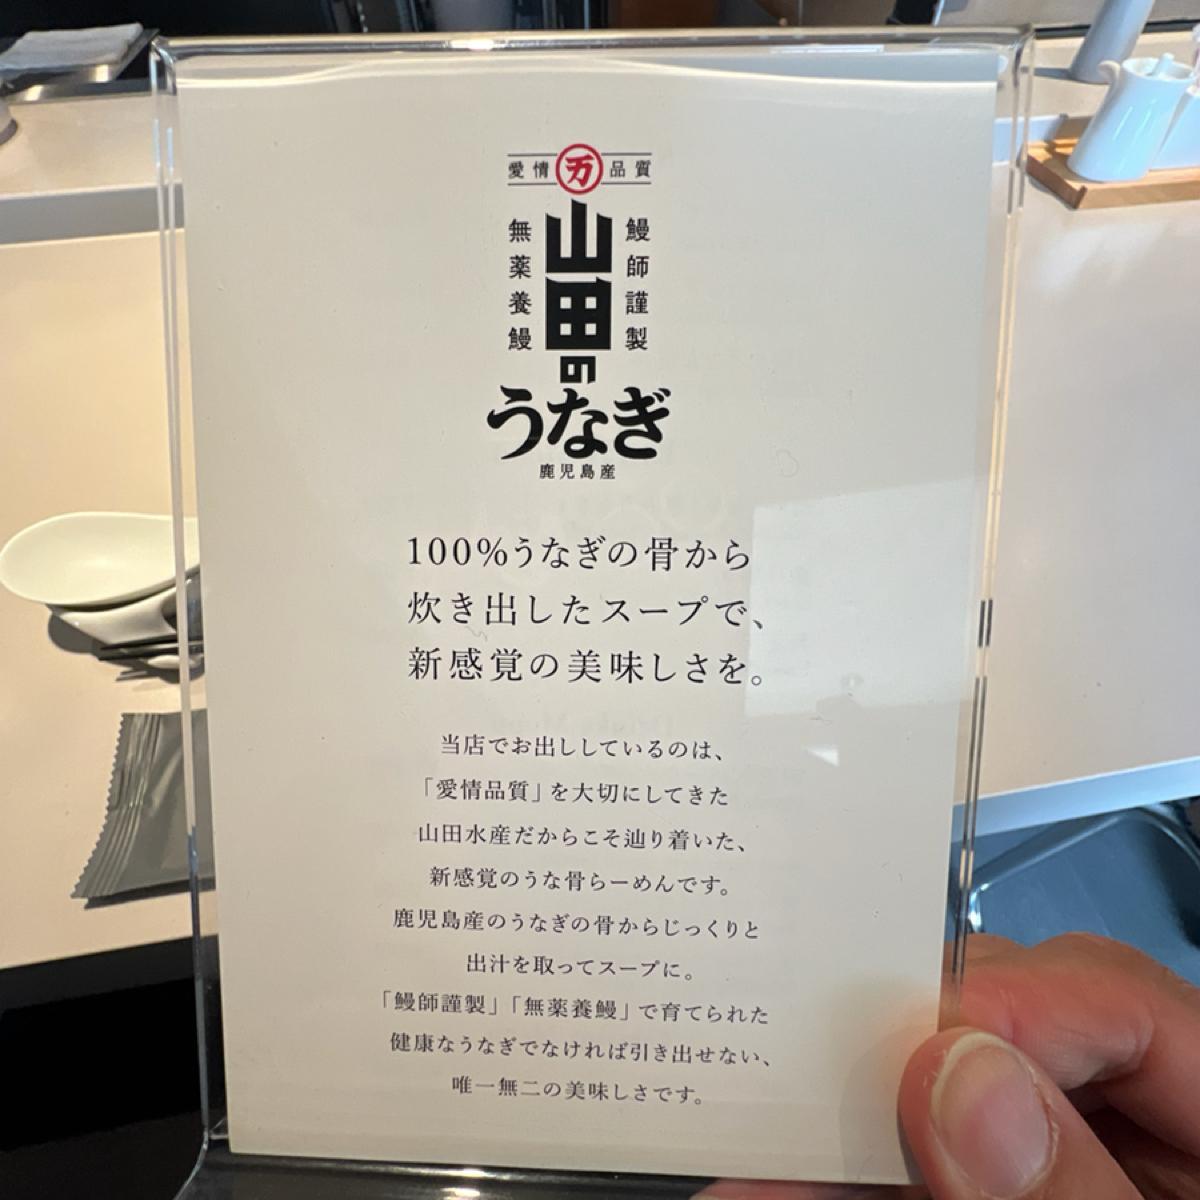 愛情 万 品質
鰻師謹製
山田の
無薬養鰻
うなぎ
鹿児島産
100%うなぎの骨から
炊き出したスープで、
新感覚の美味しさを。
当店でお出ししているのは、
「愛情品質」を大切にしてきた
山田水産だからこそ辿り着いた、
新感覚のうな骨らーめんです。
鹿児島産のうなぎの骨からじっくりと
出汁を取ってスープに。
「鰻師謹製」「無薬養鰻」で育てられた
健康なうなぎでなければ引き出せない、
唯一無二の美味しさです。